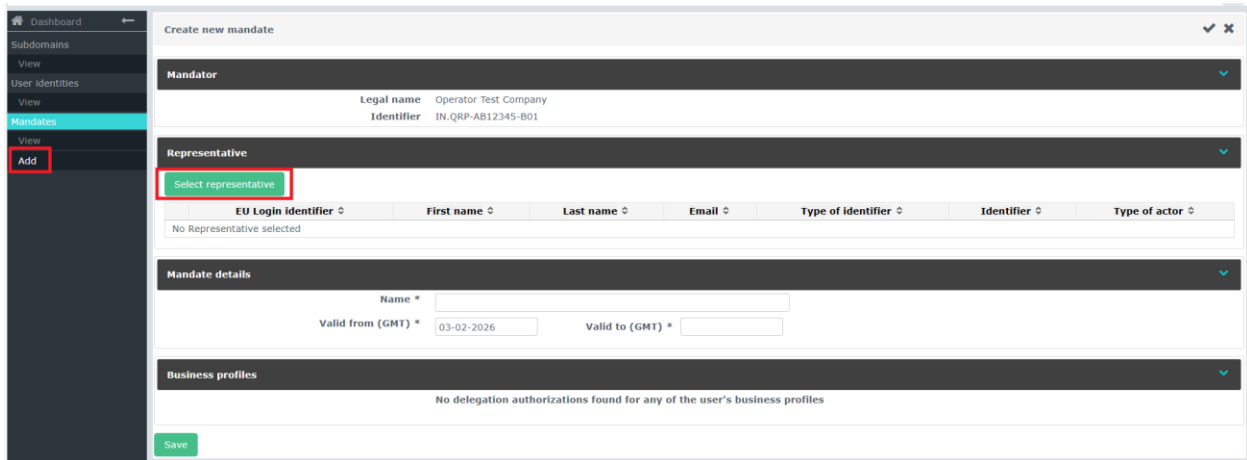 Dashboard
Subdomains
View
User identities
View
Mandates
View
Add
Create new mandate
Mandator
Legal name Operator Test Company
Identifier IN.QRP-AB12345-B01
Representative
Select representative
EU Login identifier First name Last name Email Type of identifier Identifier Type of actor
No Representative selected
Mandate details
Name *
Valid from (GMT) * 03-02-2026 Valid to (GMT) *
Business profiles
No delegation authorizations found for any of the user's business profiles
Save